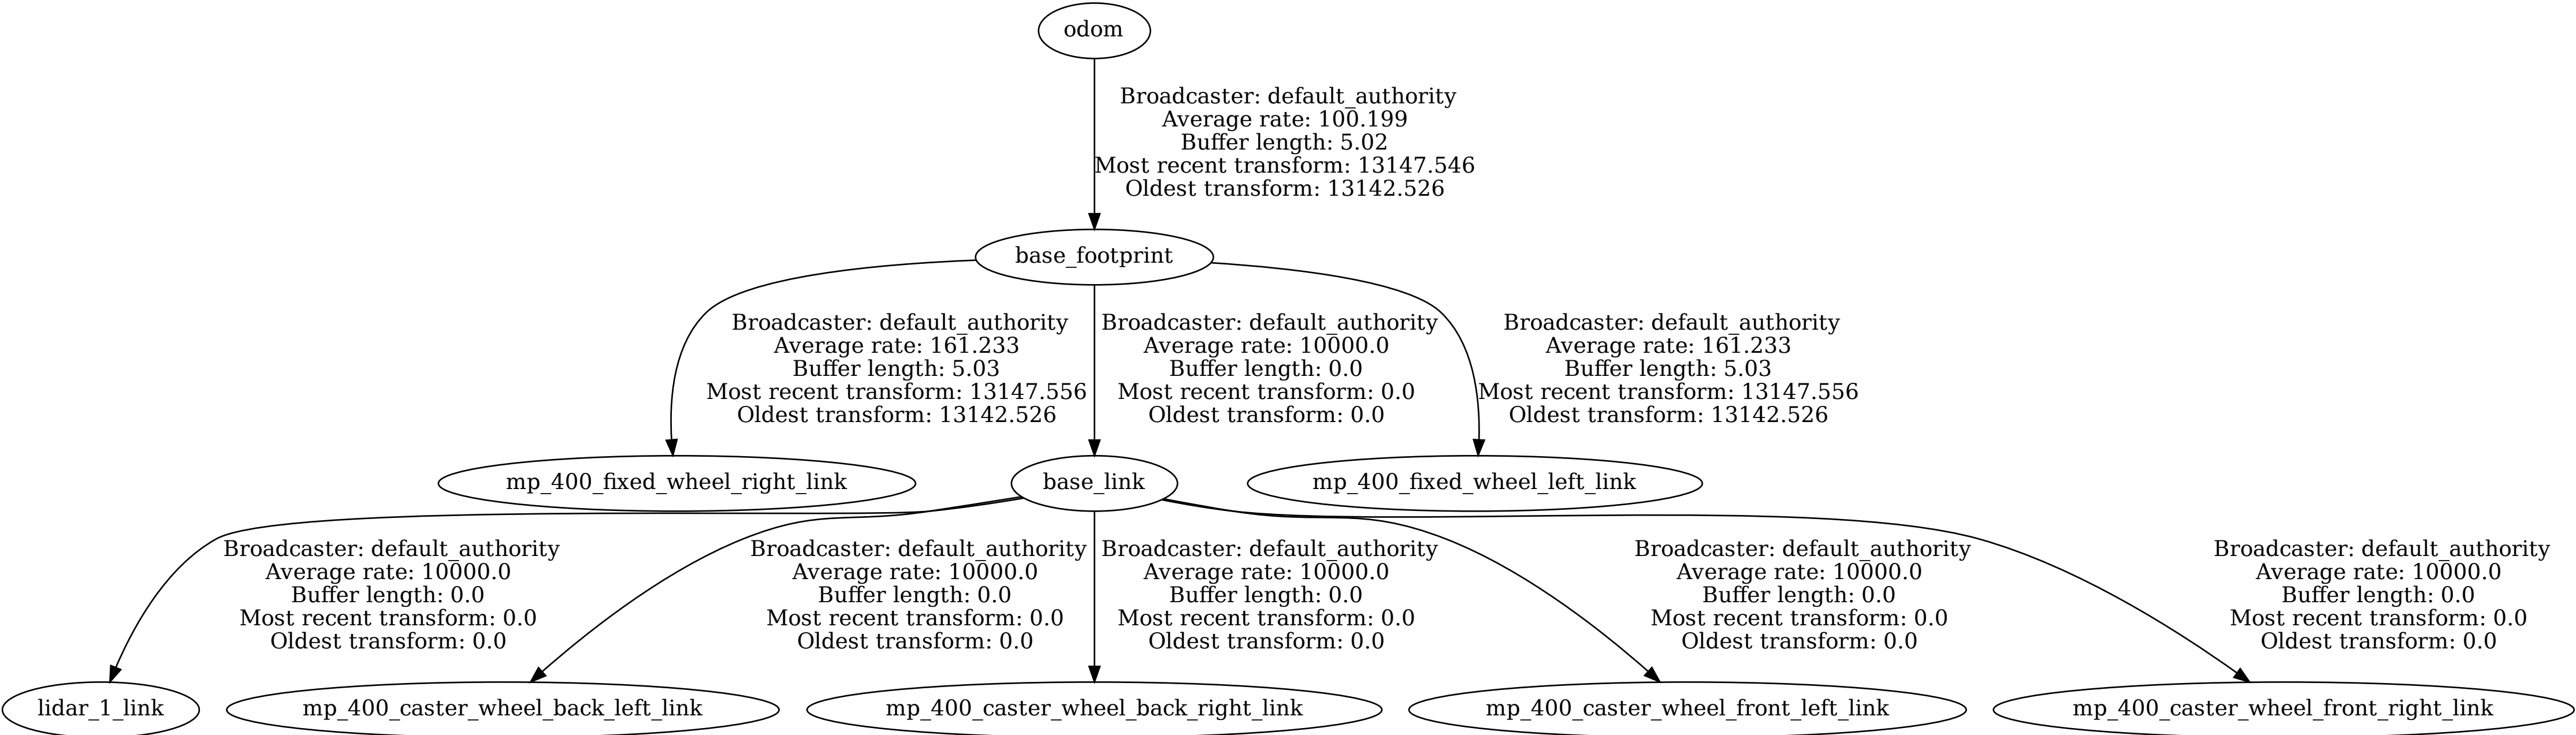 odom
Broadcaster: default_authority
Average rate: 100.199
Buffer length: 5.02
Most recent transform: 13147.546
Oldest transform: 13142.526
base_footprint
Broadcaster: default_authority
Average rate: 161.233
Buffer length: 5.03
Most recent transform: 13147.556
Oldest transform: 13142.526
Broadcaster: default_authority
Average rate: 10000.0
Buffer length: 0.0
Most recent transform: 0.0
Oldest transform: 0.0
Broadcaster: default_authority
Average rate: 161.233
Buffer length: 5.03
Most recent transform: 13147.556
Oldest transform: 13142.526
mp_400_fixed_wheel_right_link
base_link
mp_400_fixed_wheel_left_link
Broadcaster: default_authority
Average rate: 10000.0
Buffer length: 0.0
Most recent transform: 0.0
Oldest transform: 0.0
Broadcaster: default_authority
Average rate: 10000.0
Buffer length: 0.0
Most recent transform: 0.0
Oldest transform: 0.0
Broadcaster: default_authority
Average rate: 10000.0
Buffer length: 0.0
Most recent transform: 0.0
Oldest transform: 0.0
Broadcaster: default_authority
Average rate: 10000.0
Buffer length: 0.0
Most recent transform: 0.0
Oldest transform: 0.0
Broadcaster: default_authority
Average rate: 10000.0
Buffer length: 0.0
Most recent transform: 0.0
Oldest transform: 0.0
lidar_1_link
mp_400_caster_wheel_back_left_link
mp_400_caster_wheel_back_right_link
mp_400_caster_wheel_front_left_link
mp_400_caster_wheel_front_right_link